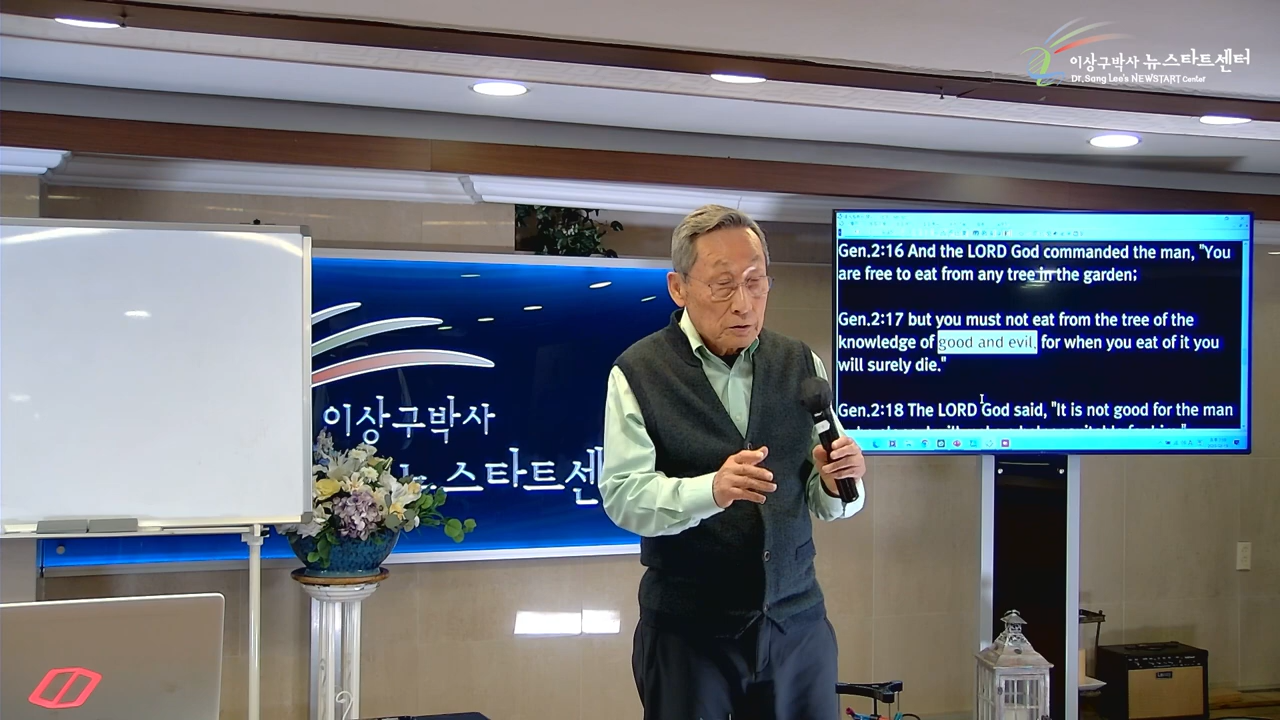 이상구박사 뉴스타트센터
Dr. Sang Lee's NEWSTART Center
Gen.2:16 And the LORD God commanded the man, "You
are free to eat from any tree in the garden;
Gen.2:17 but you must not eat from the tree of the
knowledge of good and evil, for when you eat of it you
will surely die."
Gen.2:18 The LORD God said, "It is not good for the man
이상구박사
뉴스타트센